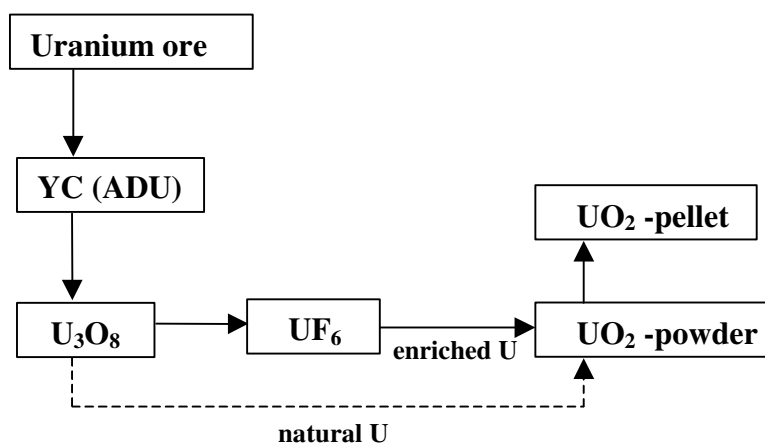 Uranium ore
YC (ADU)
UO₂ -pellet
U₃O₈
UF₆
enriched U
UO₂ -powder
natural U